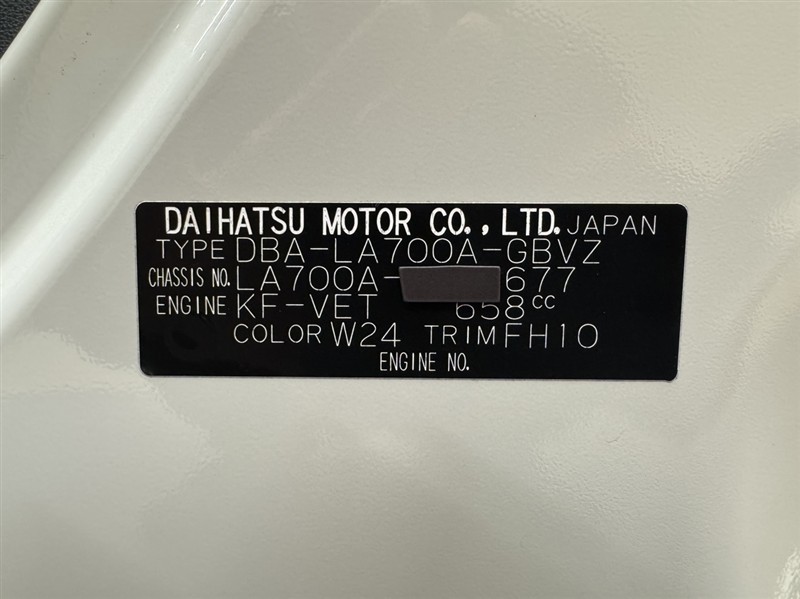 DAIHATSU MOTOR CO., LTD. JAPAN
TYPE DBA-LA700A-GBVZ
CHASSIS NO. LA700A- 677
ENGINE KF-VET 658cc
COLOR W24 TRIM FH10
ENGINE NO.